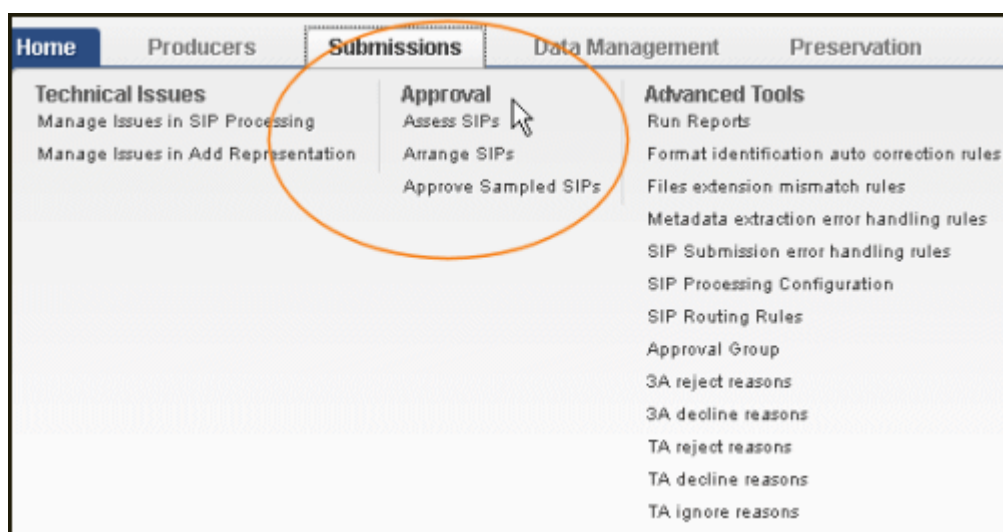 Home Producers Submissions Data Management Preservation
Technical Issues
Manage Issues in SIP Processing
Manage Issues in Add Representation
Approval
Assess SIPs
Arrange SIPs
Approve Sampled SIPs
Advanced Tools
Run Reports
Format identification auto correction rules
Files extension mismatch rules
Metadata extraction error handling rules
SIP Submission error handling rules
SIP Processing Configuration
SIP Routing Rules
Approval Group
3A reject reasons
3A decline reasons
TA reject reasons
TA decline reasons
TA ignore reasons